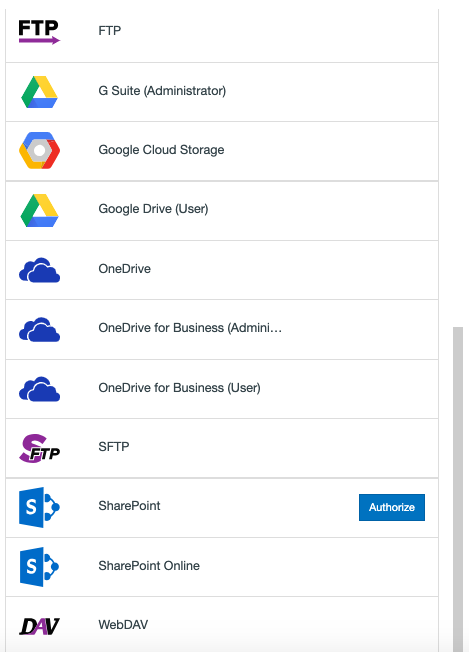 FTP FTP
G Suite (Administrator)
Google Cloud Storage
Google Drive (User)
OneDrive
OneDrive for Business (Admini…
OneDrive for Business (User)
SFTP SFTP
S SharePoint Authorize
S SharePoint Online
DAV WebDAV